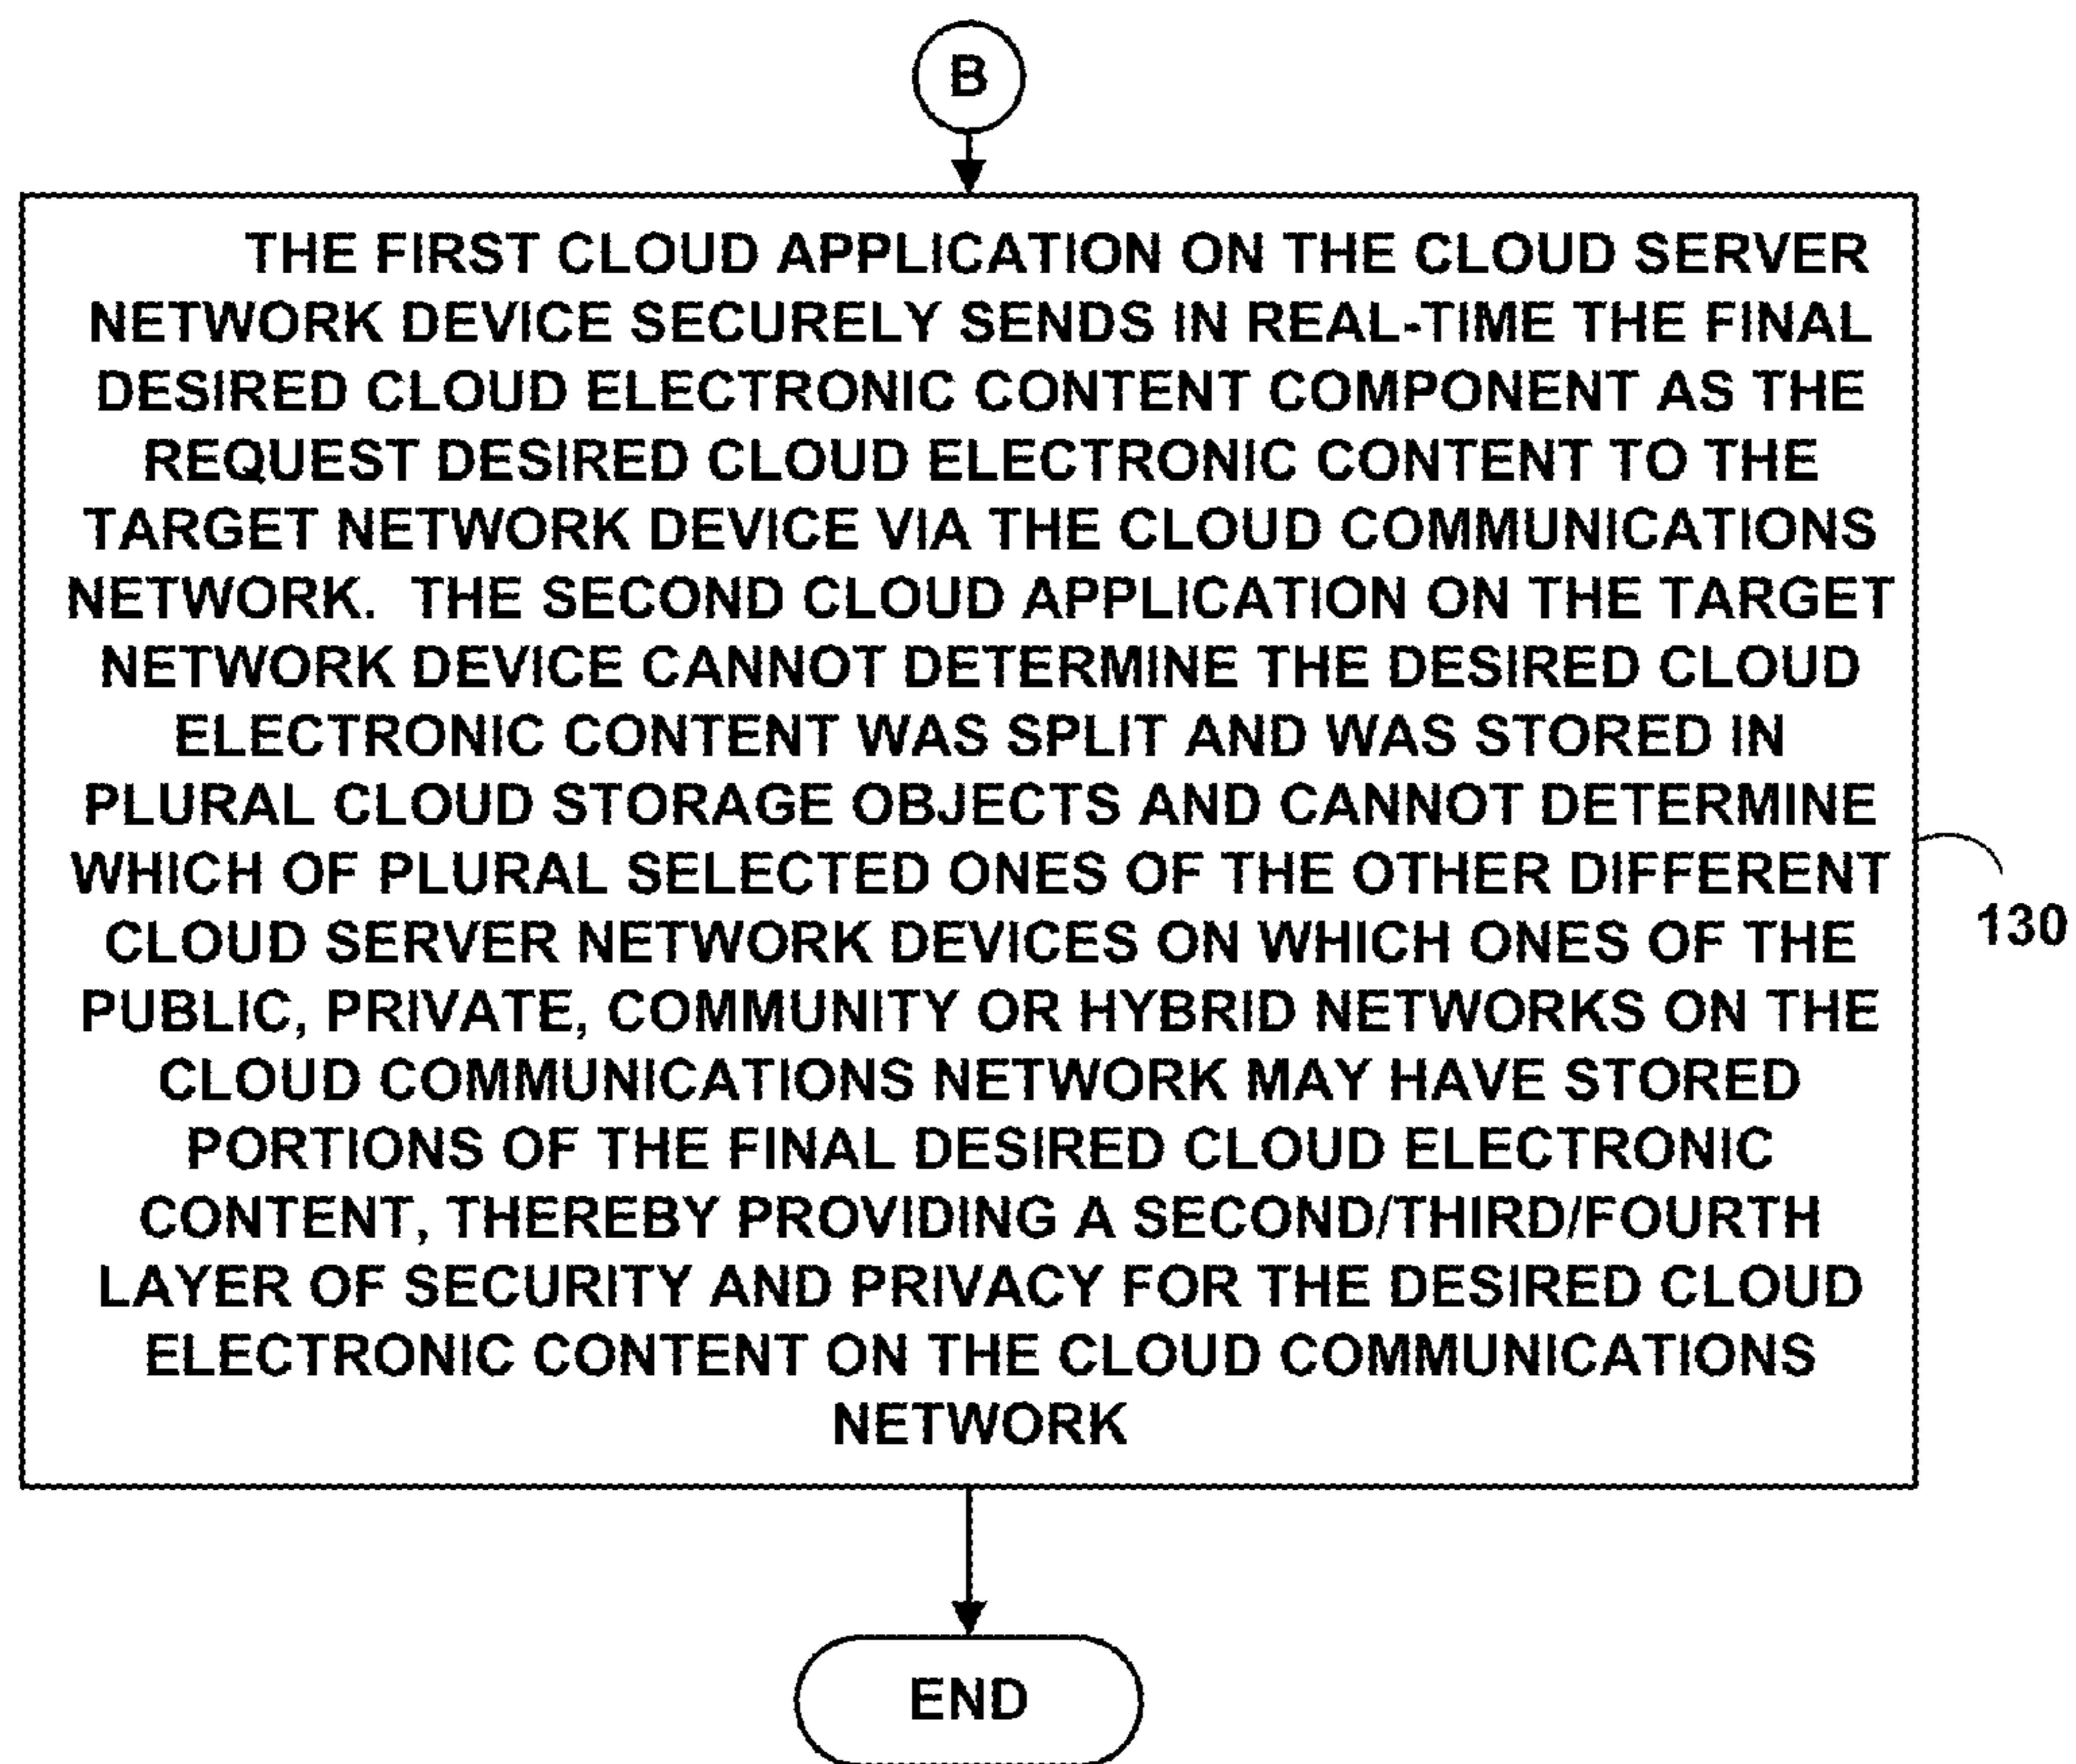 B
THE FIRST CLOUD APPLICATION ON THE CLOUD SERVER
NETWORK DEVICE SECURELY SENDS IN REAL-TIME THE FINAL
DESIRED CLOUD ELECTRONIC CONTENT COMPONENT AS THE
REQUEST DESIRED CLOUD ELECTRONIC CONTENT TO THE
TARGET NETWORK DEVICE VIA THE CLOUD COMMUNICATIONS
NETWORK. THE SECOND CLOUD APPLICATION ON THE TARGET
NETWORK DEVICE CANNOT DETERMINE THE DESIRED CLOUD
ELECTRONIC CONTENT WAS SPLIT AND WAS STORED IN
PLURAL CLOUD STORAGE OBJECTS AND CANNOT DETERMINE
WHICH OF PLURAL SELECTED ONES OF THE OTHER DIFFERENT
CLOUD SERVER NETWORK DEVICES ON WHICH ONES OF THE
PUBLIC, PRIVATE, COMMUNITY OR HYBRID NETWORKS ON THE
CLOUD COMMUNICATIONS NETWORK MAY HAVE STORED
PORTIONS OF THE FINAL DESIRED CLOUD ELECTRONIC
CONTENT, THEREBY PROVIDING A SECOND/THIRD/FOURTH
LAYER OF SECURITY AND PRIVACY FOR THE DESIRED CLOUD
ELECTRONIC CONTENT ON THE CLOUD COMMUNICATIONS
NETWORK
130
END